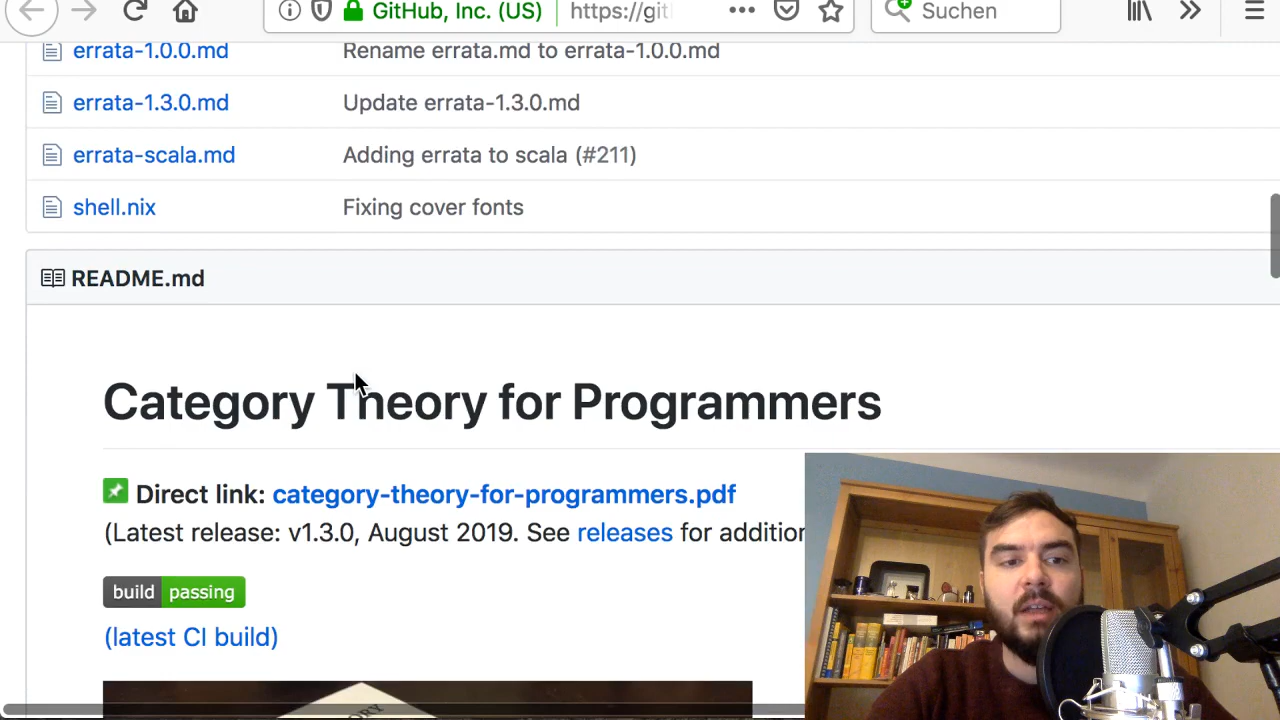 GitHub, Inc. (US) https://git
Suchen
errata-1.0.0.md Rename errata.md to errata-1.0.0.md
errata-1.3.0.md Update errata-1.3.0.md
errata-scala.md Adding errata to scala (#211)
shell.nix Fixing cover fonts
README.md
Category Theory for Programmers
Direct link: category-theory-for-programmers.pdf
(Latest release: v1.3.0, August 2019. See releases for addition
build passing
(latest CI build)
ORY